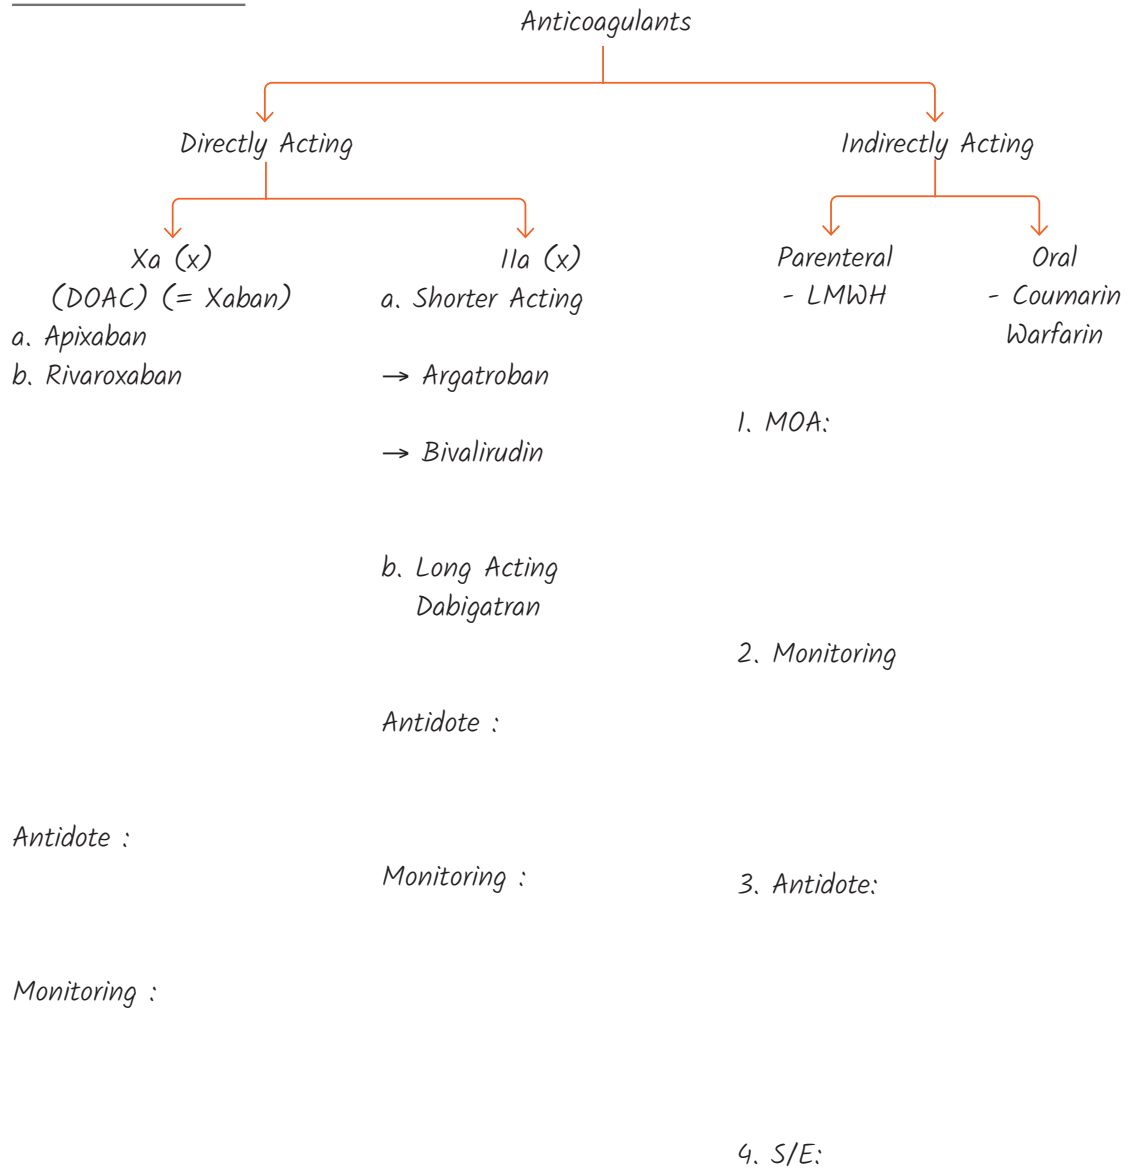 Anticoagulants
Directly Acting
Indirectly Acting
Xa (x)
(DOAC) (= Xaban)
a. Apixaban
b. Rivaroxaban
Antidote :
Monitoring :
IIa (x)
a. Shorter Acting
→ Argatroban
→ Bivalirudin
b. Long Acting
Dabigatran
Antidote :
Monitoring :
Parenteral
- LMWH
Oral
- Coumarin
Warfarin
1. MOA:
2. Monitoring
3. Antidote:
4. S/E: